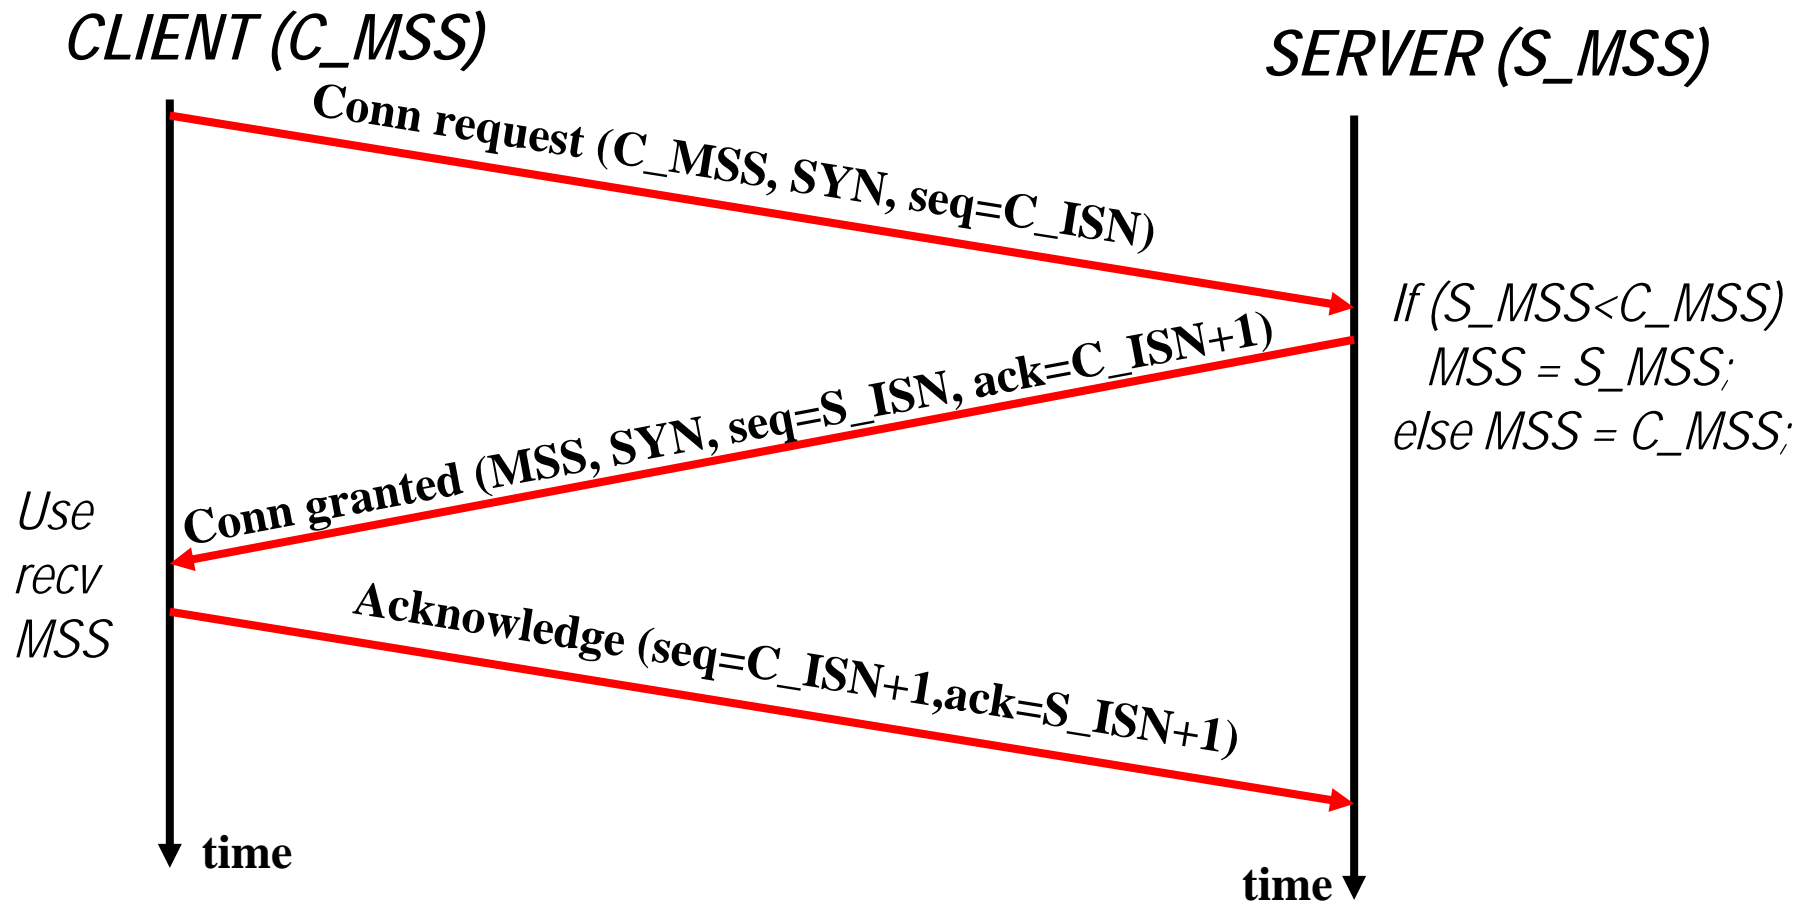 CLIENT (C_MSS)
SERVER (S_MSS)
Conn request (C_MSS, SYN, seq=C_ISN)
If (S_MSS<C_MSS)
MSS = S_MSS;
else MSS = C_MSS;
Conn granted (MSS, SYN, seq=S_ISN, ack=C_ISN+1)
Use
recv
MSS
Acknowledge (seq=C_ISN+1,ack=S_ISN+1)
time
time